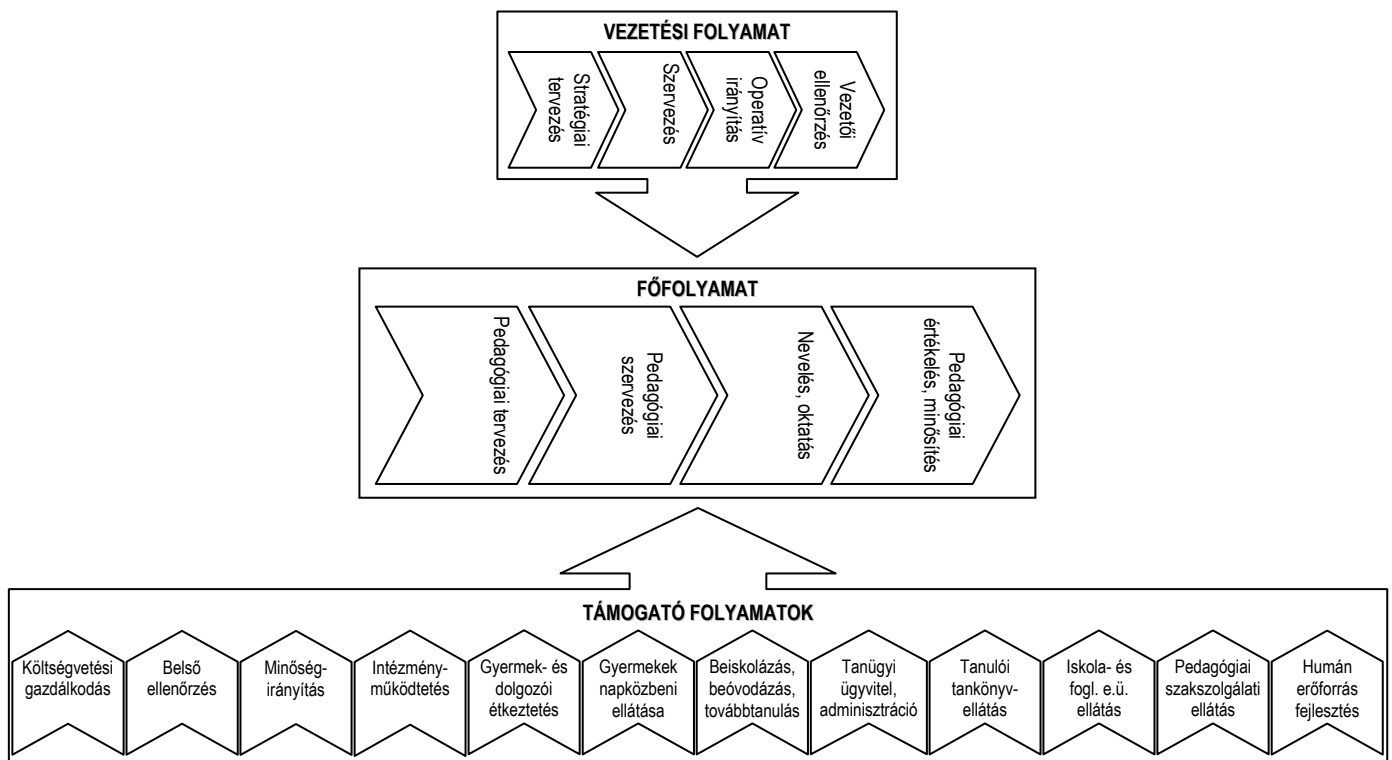 VEZETÉSI FOLYAMAT
Stratégiai
tervezés
Szervezés
Operatív
irányítás
Vezetői
ellenőrzés
FŐFOLYAMAT
Pedagógiai tervezés
Pedagógiai
szervezés
Nevelés, oktatás
Pedagógiai
értékelés, minősítés
TÁMOGATÓ FOLYAMATOK
Költségvetési
gazdálkodás
Belső
ellenőrzés
Minőség-
irányítás
Intézmény-
működtetés
Gyermek- és
dolgozói
étkeztetés
Gyermekek
napközbeni
ellátása
Beiskolázás,
beóvodázás,
továbbtanulás
Tanügyi
ügyvitel,
adminisztráció
Tanulói
tankönyv-
ellátás
Iskola- és
fogl. e.ü.
ellátás
Pedagógiai
szakszolgálati
ellátás
Humán
erőforrás
fejlesztés